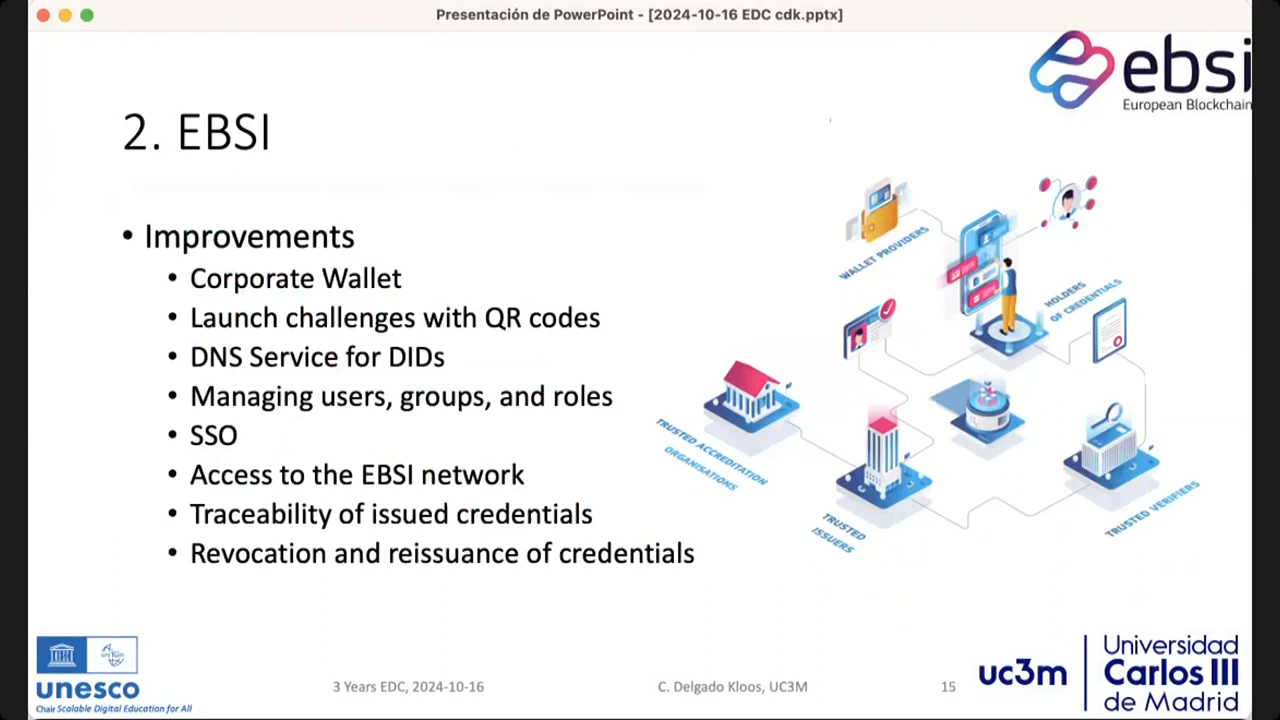 Presentación de PowerPoint - [2024-10-16 EDC cdk.pptx]
ebsi
European Blockchain
2. EBSI
• Improvements
• Corporate Wallet
• Launch challenges with QR codes
• DNS Service for DIDs
• Managing users, groups, and roles
• SSO
• Access to the EBSI network
• Traceability of issued credentials
• Revocation and reissuance of credentials
WALLET PROVIDERS
HOLDERS
OF CREDENTIALS
TRUSTED ACCREDITATION
ORGANISATIONS
TRUSTED
ISSUERS
TRUSTED VERIFIERS
unesco
Chair Scalable Digital Education for All
3 Years EDC, 2024-10-16
C. Delgado Kloos, UC3M
15
uc3m
Universidad
Carlos III
de Madrid